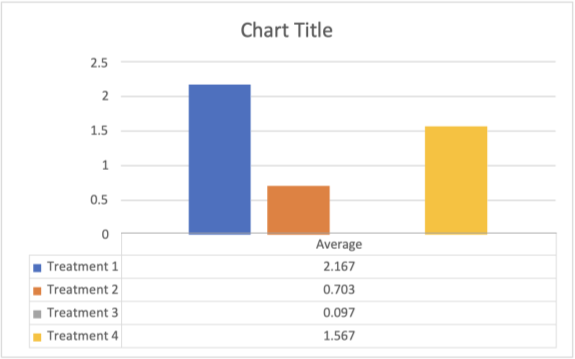 Chart Title
2.5
2
1.5
1
0.5
0
Average
Treatment 1 2.167
Treatment 2 0.703
Treatment 3 0.097
Treatment 4 1.567